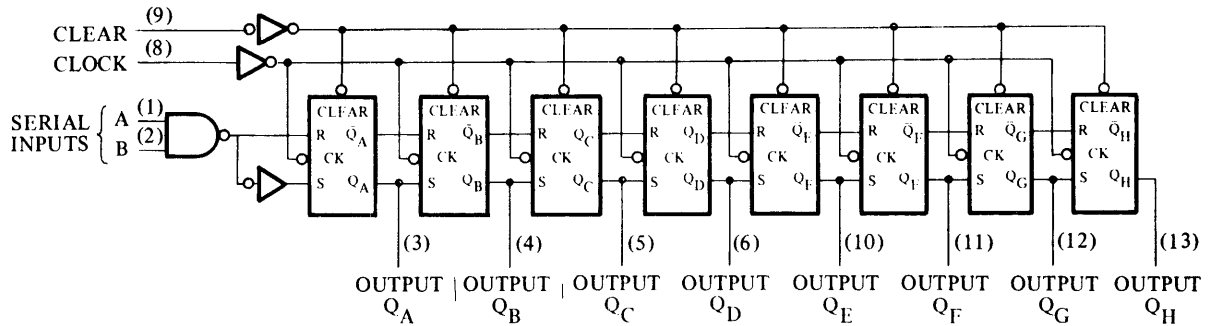 CLEAR (9)
CLOCK (8)
SERIAL INPUTS { A (1)
B (2)
CLEAR CLEAR CLEAR CLEAR CLEAR CLEAR CLEAR CLEAR
R Q̄A R Q̄B R Q̄C R Q̄D R Q̄E R Q̄F R Q̄G R Q̄H
CK CK CK CK CK CK CK CK
S QA S QB S QC S QD S QE S QF S QG S QH
(3) (4) (5) (6) (10) (11) (12) (13)
OUTPUT OUTPUT OUTPUT OUTPUT OUTPUT OUTPUT OUTPUT OUTPUT
QA QB QC QD QE QF QG QH